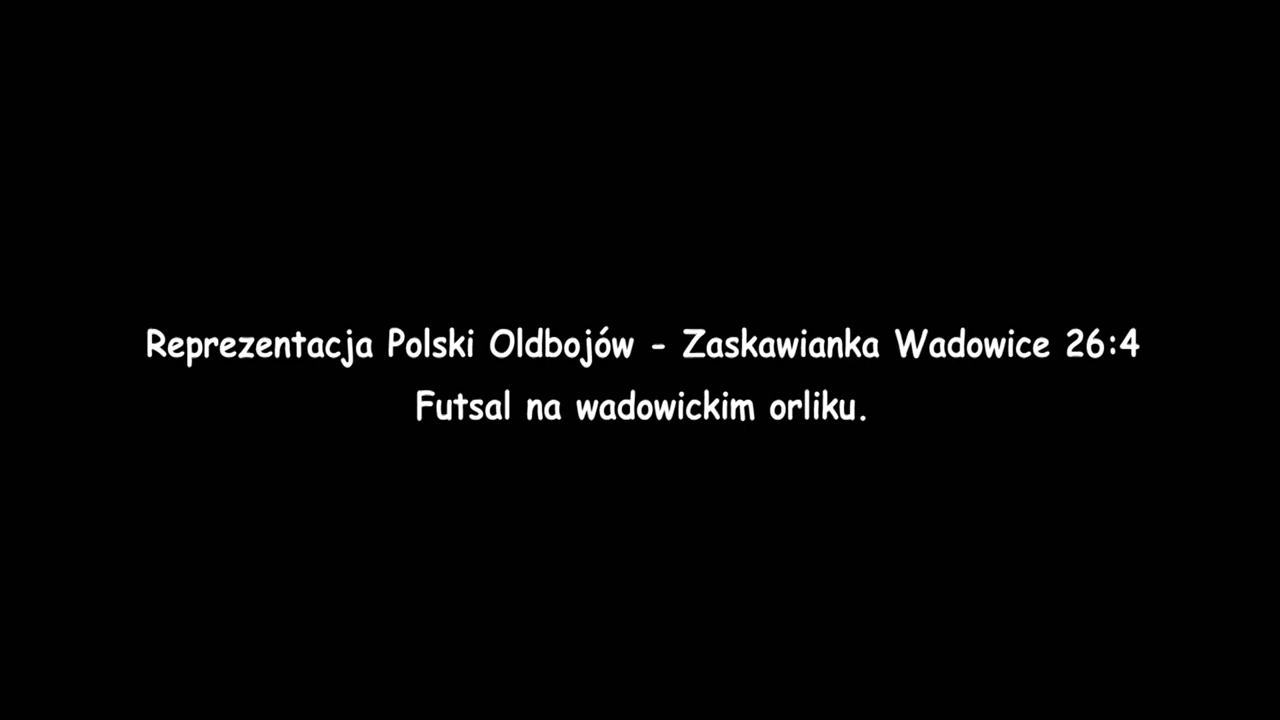 Reprezentacja Polski Oldbojów - Zaskawianka Wadowice 26:4
Futsal na wadowickim orliku.